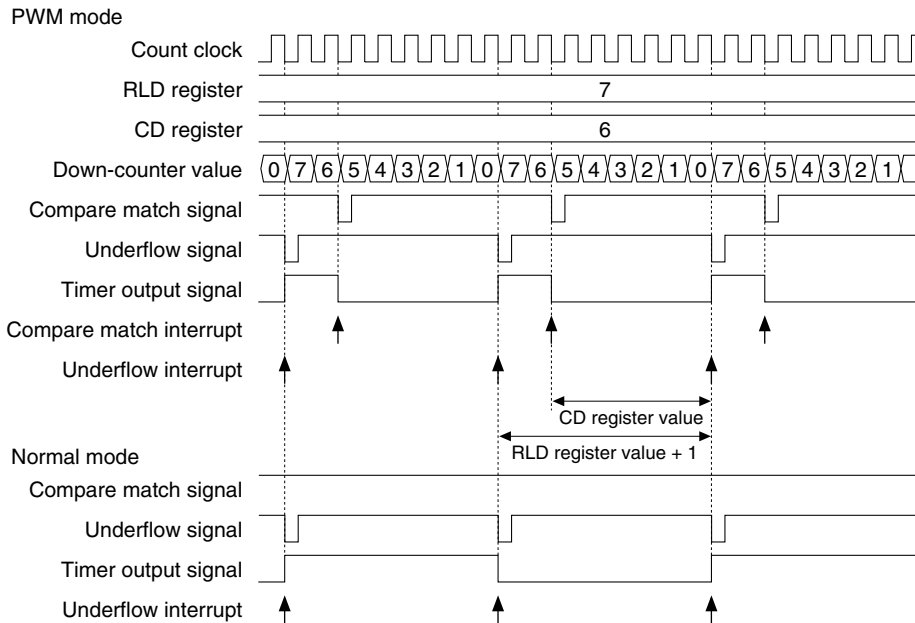 PWM mode
Count clock
RLD register 7
CD register 6
Down-counter value 0 7 6 5 4 3 2 1 0 7 6 5 4 3 2 1 0 7 6 5 4 3 2 1
Compare match signal
Underflow signal
Timer output signal
Compare match interrupt
Underflow interrupt
CD register value
RLD register value + 1
Normal mode
Compare match signal
Underflow signal
Timer output signal
Underflow interrupt